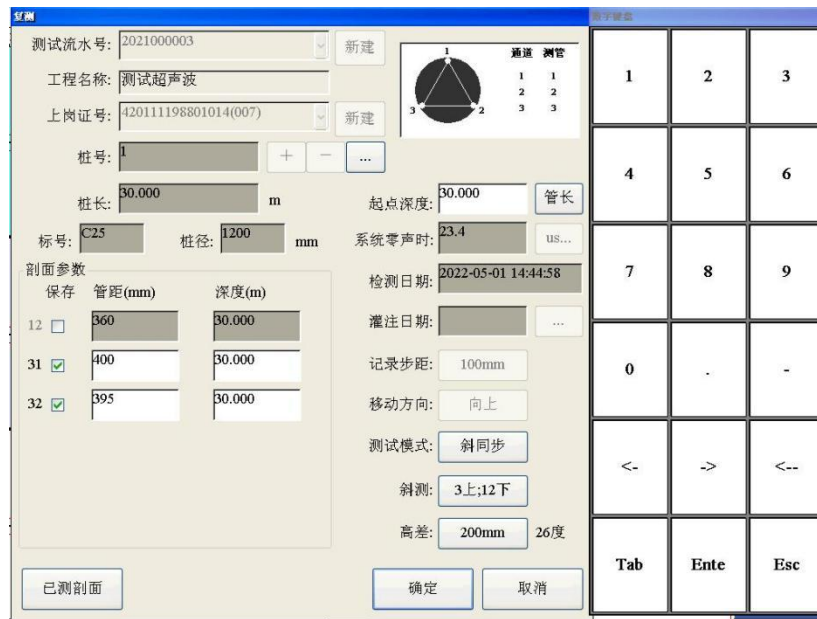 复测
数字键盘
测试流水号: 2021000003 新建
工程名称: 测试超声波
上岗证号: 420111198801014(007) 新建
1
3 2
通道 测管
1 1
2 2
3 3
桩号: 1 + - ...
桩长: 30.000 m
起点深度: 30.000 管长
标号: C25 桩径: 1200 mm
系统零声时: 23.4 us...
剖面参数
保存 管距(mm) 深度(m)
12 360 30.000
31 400 30.000
32 395 30.000
检测日期: 2022-05-01 14:44:58
灌注日期: ...
记录步距: 100mm
移动方向: 向上
测试模式: 斜同步
斜测: 3上;12下
高差: 200mm 26度
已测剖面 确定 取消
1 2 3
4 5 6
7 8 9
0 . -
<- -> <--
Tab Ente Esc